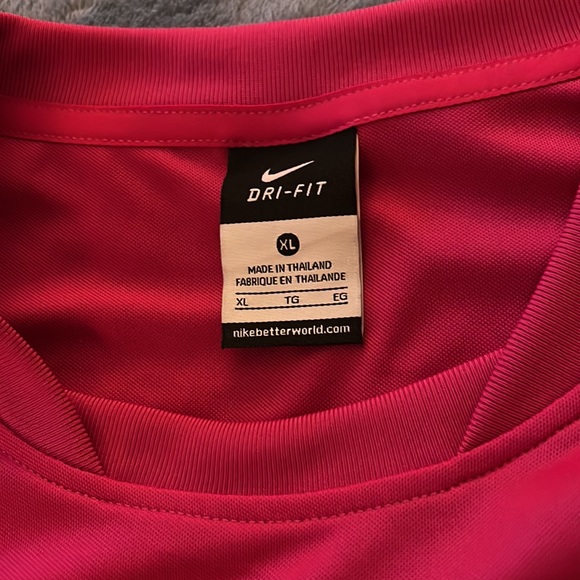 DRI-FIT
XL
MADE IN THAILAND
FABRIQUE EN THAILANDE
XL TG EG
nikebetterworld.com